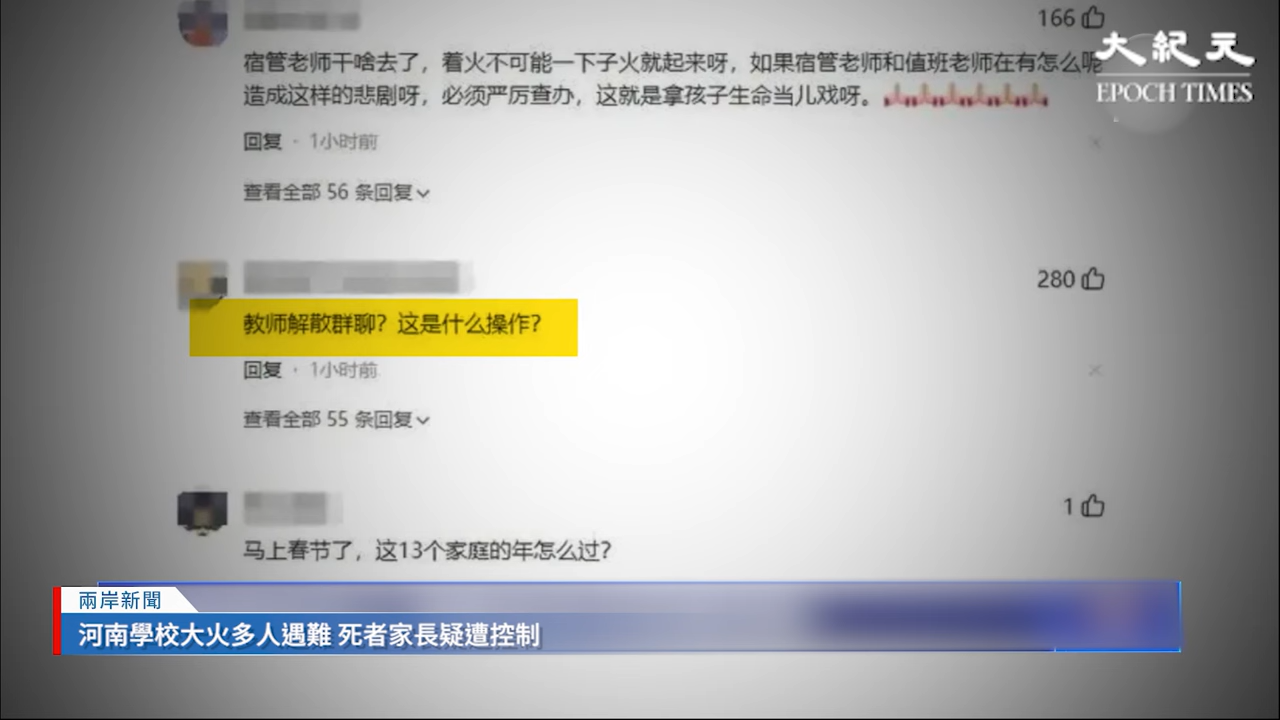 166
大紀元
EPOCH TIMES
宿管老师干啥去了，着火不可能一下子火就起来呀，如果宿管老师和值班老师在有怎么呢
造成这样的悲剧呀，必须严厉查办，这就是拿孩子生命当儿戏呀。
回复 · 1小时前
查看全部 56 条回复
280
教师解散群聊？这是什么操作？
回复 · 1小时前
查看全部 55 条回复
1
马上春节了，这13个家庭的年怎么过？
兩岸新聞
河南學校大火多人遇難 死者家長疑遭控制